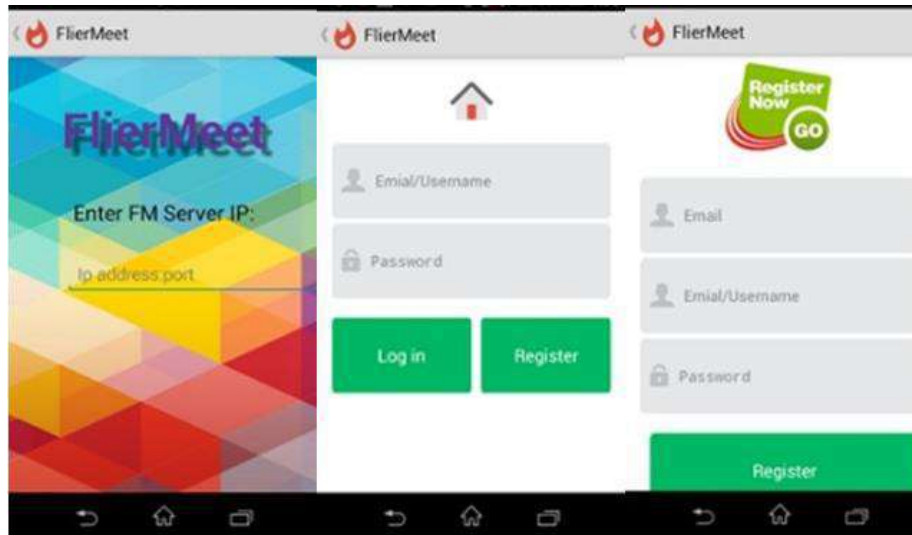 FlierMeet
FlierMeet
Enter FM Server IP:
Ip address:port
FlierMeet
Emial/Username
Password
Log in
Register
FlierMeet
Register
Now
GO
Email
Emial/Username
Password
Register